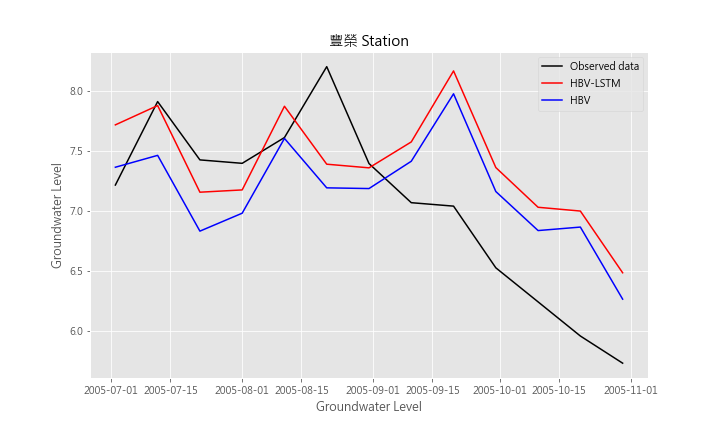 豐榮 Station
Observed data
HBV-LSTM
HBV
Groundwater Level
8.0
7.5
7.0
6.5
6.0
2005-07-01 2005-07-15 2005-08-01 2005-08-15 2005-09-01 2005-09-15 2005-10-01 2005-10-15 2005-11-01
Groundwater Level